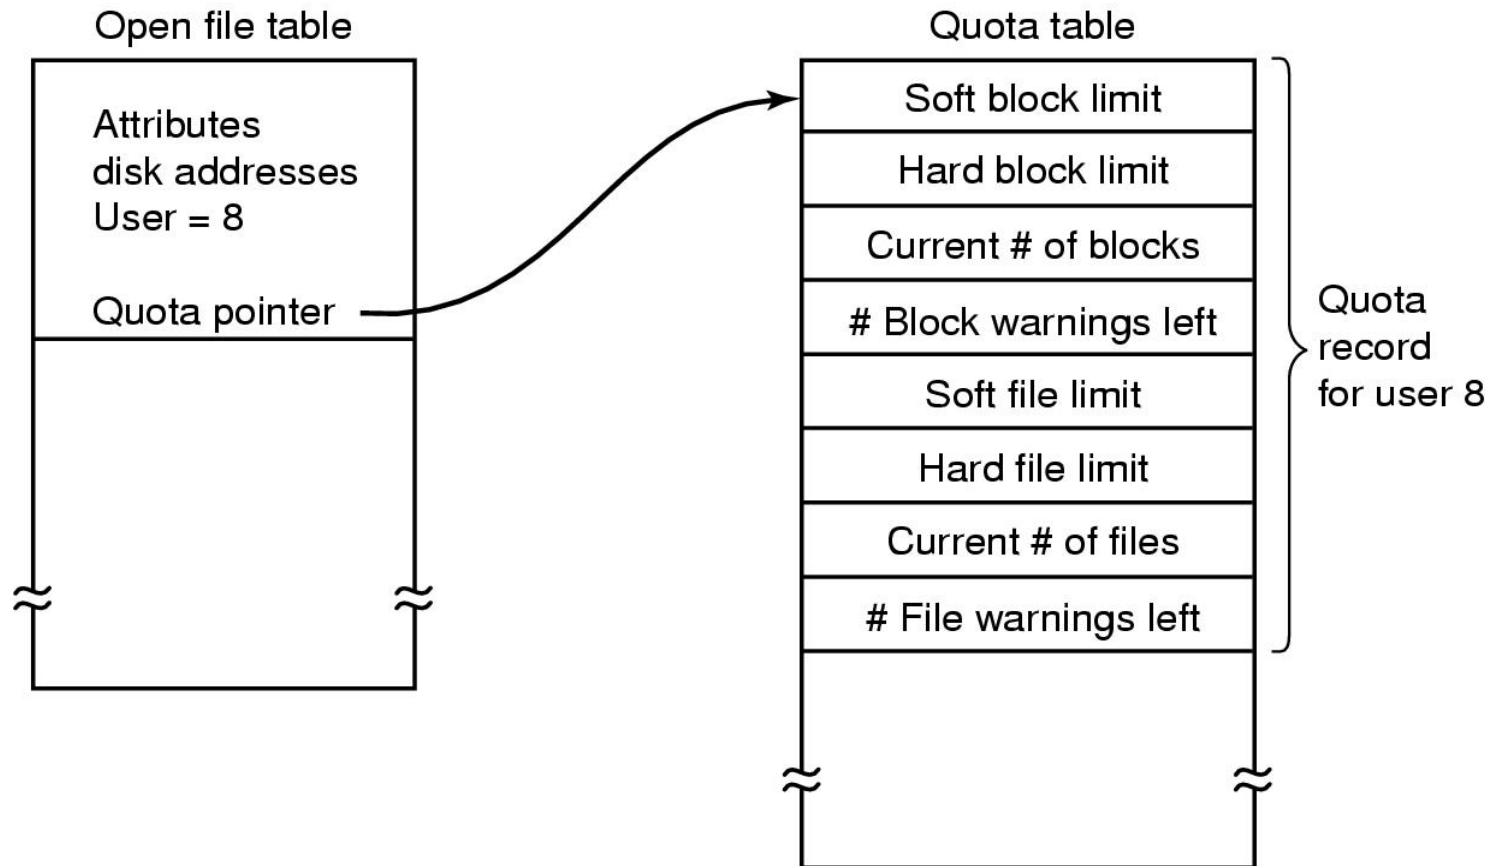 Open file table
Attributes
disk addresses
User = 8
Quota pointer
Quota table
Soft block limit
Hard block limit
Current # of blocks
# Block warnings left
Soft file limit
Hard file limit
Current # of files
# File warnings left
Quota
record
for user 8